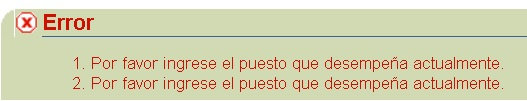 Error
1. Por favor ingrese el puesto que desempeña actualmente.
2. Por favor ingrese el puesto que desempeña actualmente.